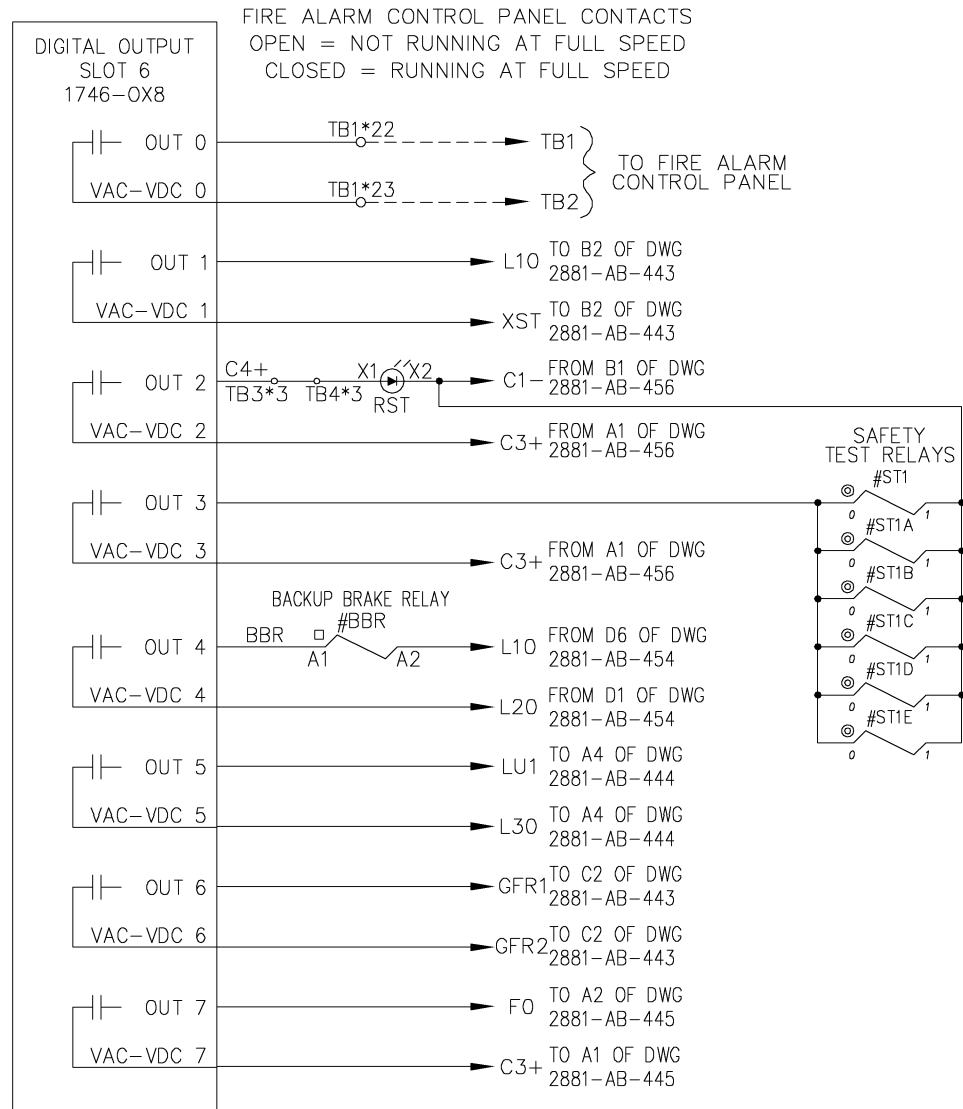 FIRE ALARM CONTROL PANEL CONTACTS
OPEN = NOT RUNNING AT FULL SPEED
CLOSED = RUNNING AT FULL SPEED
DIGITAL OUTPUT
SLOT 6
1746-OX8
OUT 0
TB1*22
TB1
VAC-VDC 0
TB1*23
TB2
TO FIRE ALARM
CONTROL PANEL
OUT 1
L10
TO B2 OF DWG
2881-AB-443
VAC-VDC 1
XST
TO B2 OF DWG
2881-AB-443
OUT 2
C4+
TB3*3
TB4*3
X1
X2
RST
C1-
FROM B1 OF DWG
2881-AB-456
VAC-VDC 2
C3+
FROM A1 OF DWG
2881-AB-456
SAFETY
TEST RELAYS
OUT 3
#ST1
0 1
#ST1A
0 1
#ST1B
0 1
#ST1C
0 1
#ST1D
0 1
#ST1E
0 1
VAC-VDC 3
C3+
FROM A1 OF DWG
2881-AB-456
BACKUP BRAKE RELAY
OUT 4
BBR
#BBR
A1
A2
L10
FROM D6 OF DWG
2881-AB-454
VAC-VDC 4
L20
FROM D1 OF DWG
2881-AB-454
OUT 5
LU1
TO A4 OF DWG
2881-AB-444
VAC-VDC 5
L30
TO A4 OF DWG
2881-AB-444
OUT 6
GFR1
TO C2 OF DWG
2881-AB-443
VAC-VDC 6
GFR2
TO C2 OF DWG
2881-AB-443
OUT 7
F0
TO A2 OF DWG
2881-AB-445
VAC-VDC 7
C3+
TO A1 OF DWG
2881-AB-445